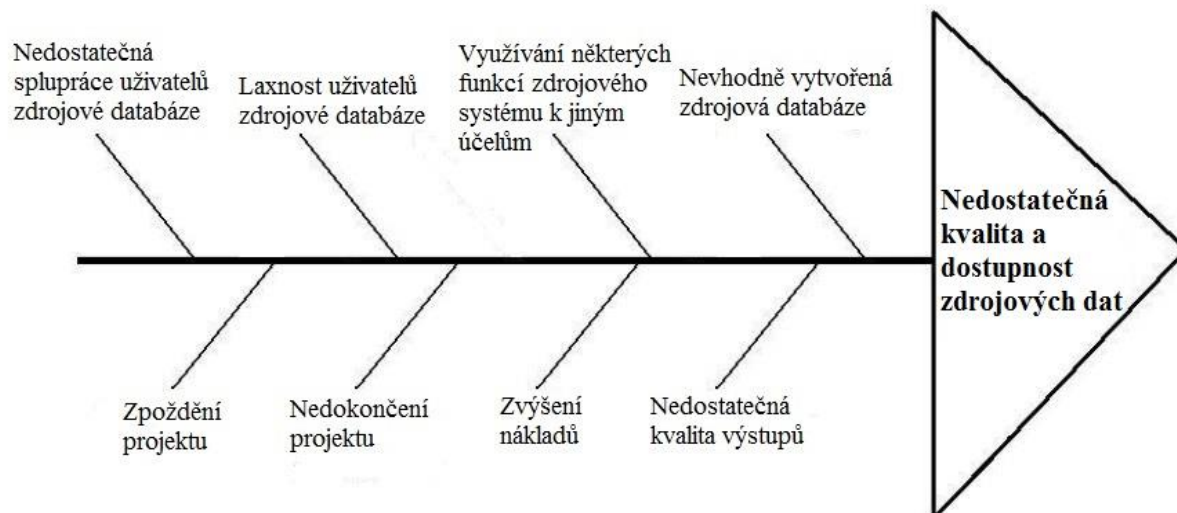 Nedostatečná
splupráce uživatelů
zdrojové databáze
Laxnost uživatelů
zdrojové databáze
Využívání některých
funkcí zdrojového
systému k jiným
účelům
Nevhodně vytvořená
zdrojová databáze
Nedostatečná
kvalita a
dostupnost
zdrojových dat
Zpoždění
projektu
Nedokončení
projektu
Zvýšení
nákladů
Nedostatečná
kvalita výstupů